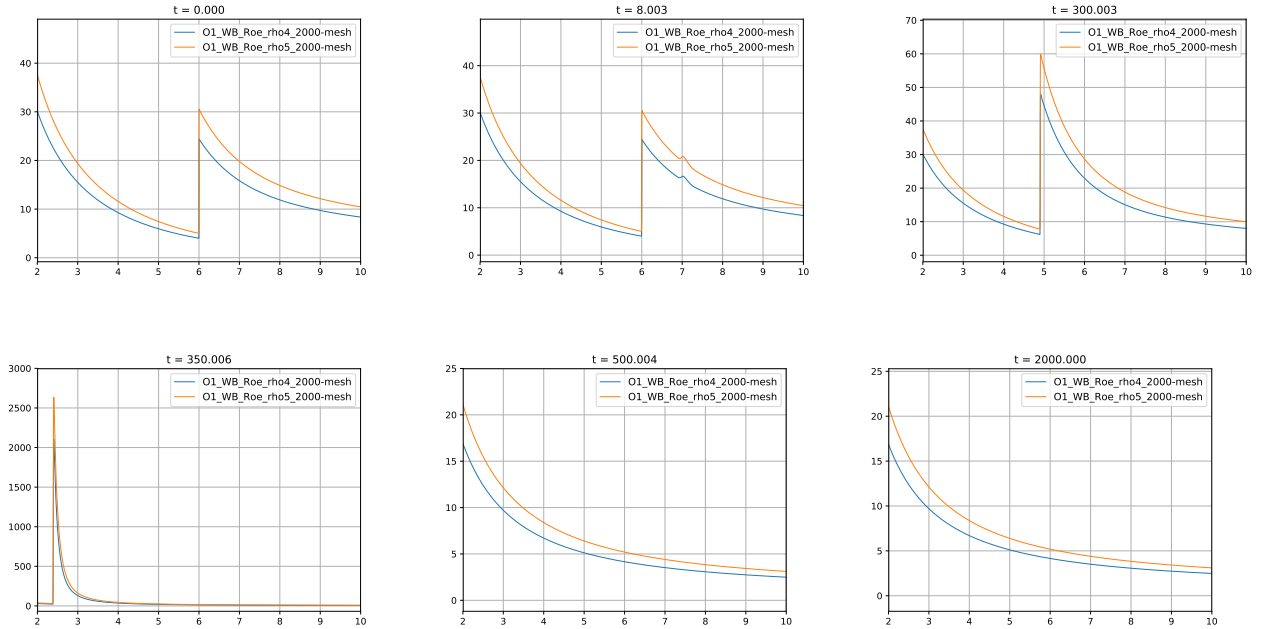 t = 0.000
O1_WB_Roe_rho4_2000-mesh
O1_WB_Roe_rho5_2000-mesh
40
30
20
10
0
2 3 4 5 6 7 8 9 10
t = 8.003
O1_WB_Roe_rho4_2000-mesh
O1_WB_Roe_rho5_2000-mesh
40
30
20
10
0
2 3 4 5 6 7 8 9 10
t = 300.003
O1_WB_Roe_rho4_2000-mesh
O1_WB_Roe_rho5_2000-mesh
70
60
50
40
30
20
10
0
2 3 4 5 6 7 8 9 10
t = 350.006
O1_WB_Roe_rho4_2000-mesh
O1_WB_Roe_rho5_2000-mesh
3000
2500
2000
1500
1000
500
0
2 3 4 5 6 7 8 9 10
t = 500.004
O1_WB_Roe_rho4_2000-mesh
O1_WB_Roe_rho5_2000-mesh
25
20
15
10
5
0
2 3 4 5 6 7 8 9 10
t = 2000.000
O1_WB_Roe_rho4_2000-mesh
O1_WB_Roe_rho5_2000-mesh
25
20
15
10
5
0
2 3 4 5 6 7 8 9 10